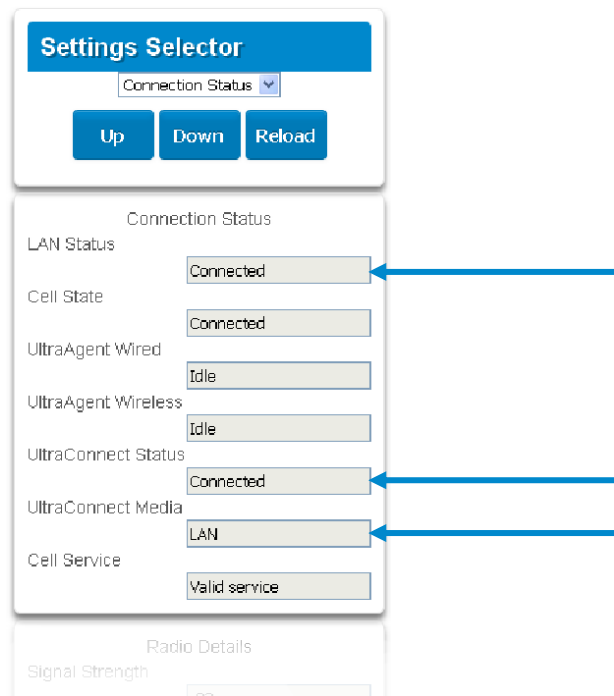 Settings Selector
Connection Status
Up Down Reload
Connection Status
LAN Status
Connected
Cell State
Connected
UltraAgent Wired
Idle
UltraAgent Wireless
Idle
UltraConnect Status
Connected
UltraConnect Media
LAN
Cell Service
Valid service
Radio Details
Signal Strength